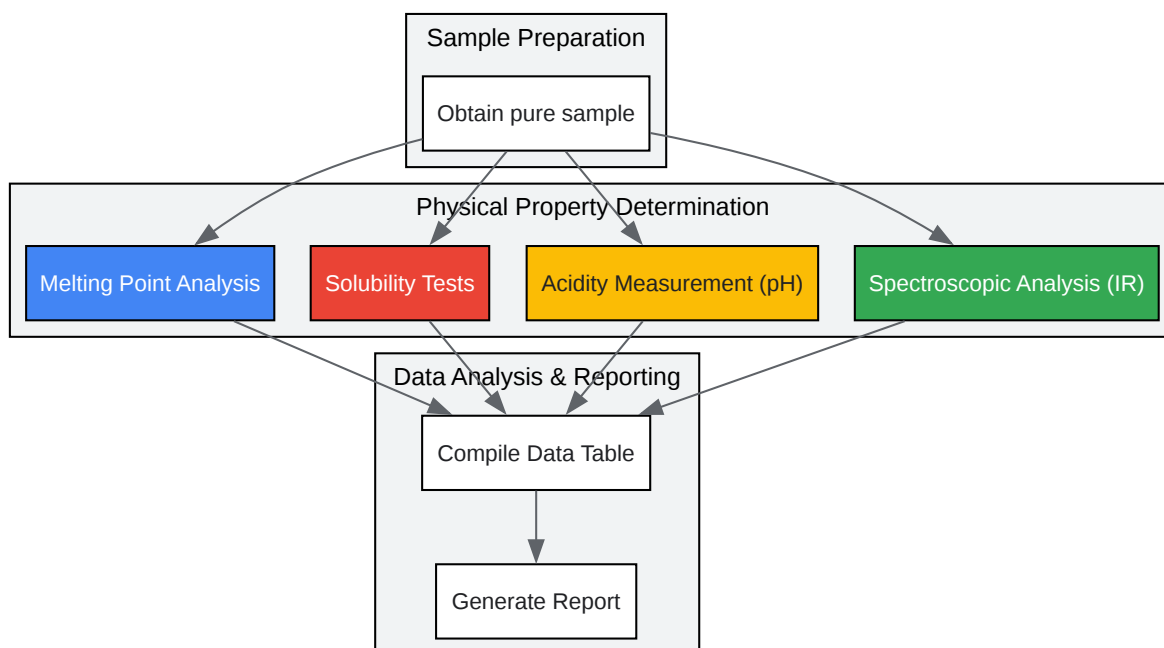 Sample Preparation
Obtain pure sample
Physical Property Determination
Melting Point Analysis
Solubility Tests
Acidity Measurement (pH)
Spectroscopic Analysis (IR)
Data Analysis & Reporting
Compile Data Table
Generate Report